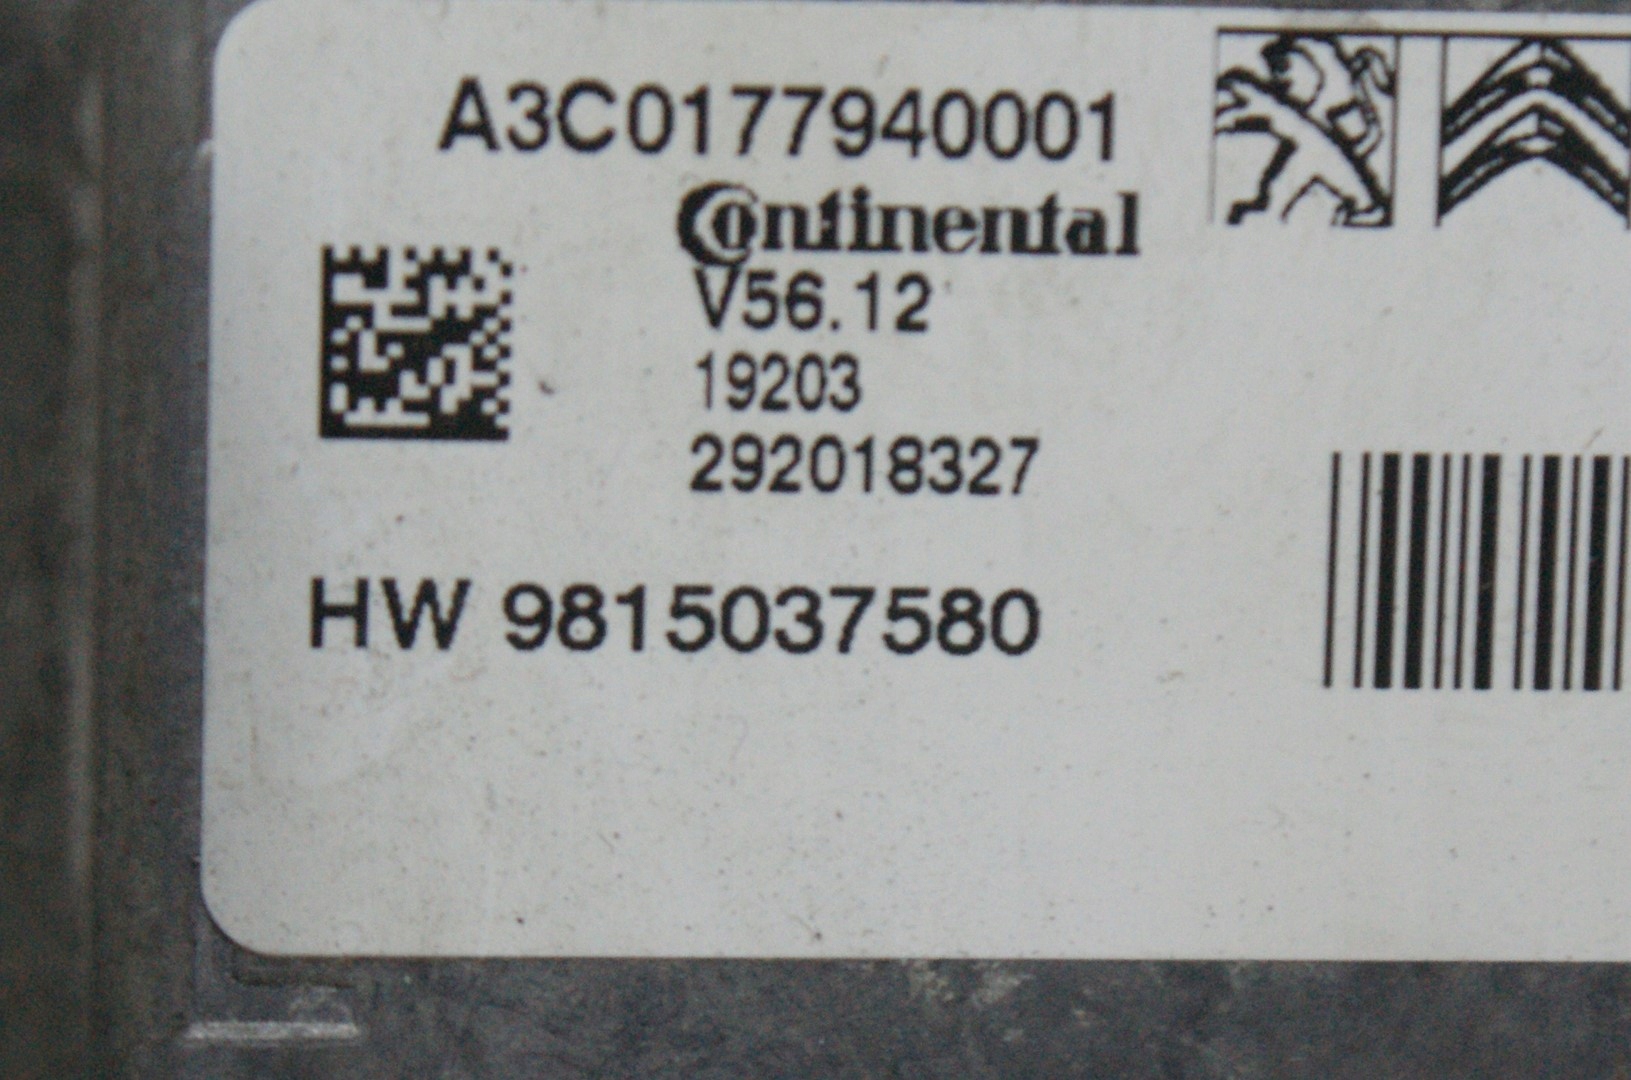 A3C0177940001
Continental
V56.12
19203
292018327
HW 9815037580